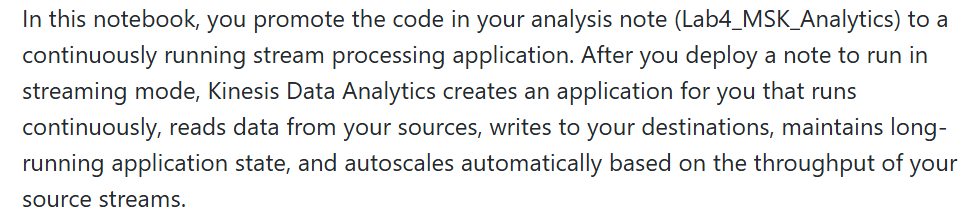 In this notebook, you promote the code in your analysis note (Lab4_MSK_Analytics) to a
continuously running stream processing application. After you deploy a note to run in
streaming mode, Kinesis Data Analytics creates an application for you that runs
continuously, reads data from your sources, writes to your destinations, maintains long-
running application state, and autoscales automatically based on the throughput of your
source streams.